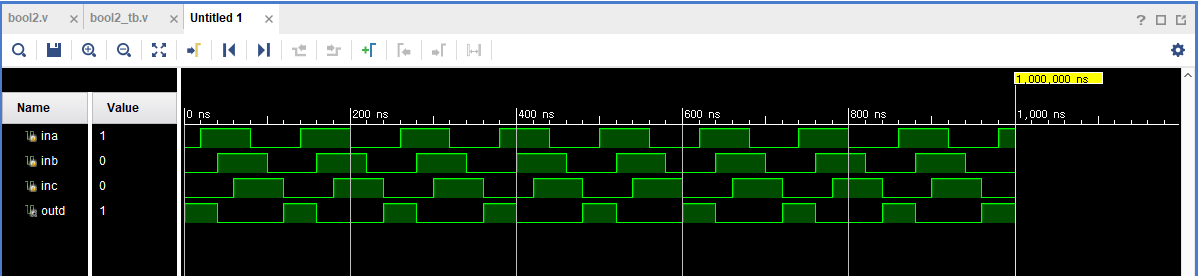 bool2.v × bool2_tb.v × Untitled 1 × ?
1,000,000 ns
Name Value
0 ns 200 ns 400 ns 600 ns 800 ns 1,000 ns
ina 1
inb 0
inc 0
outd 1